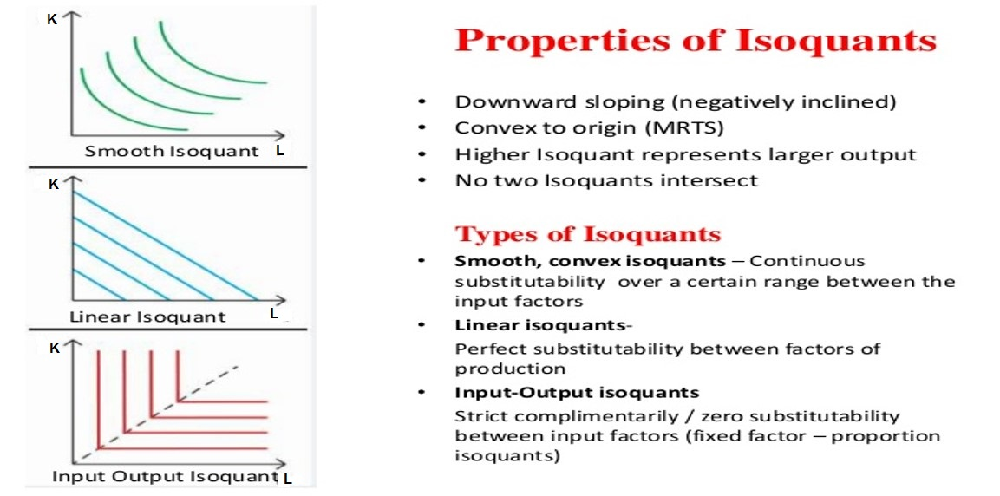 K
Smooth Isoquant L
K
Linear Isoquant L
K
Input Output Isoquant L
Properties of Isoquants
• Downward sloping (negatively inclined)
• Convex to origin (MRTS)
• Higher Isoquant represents larger output
• No two Isoquants intersect
Types of Isoquants
• Smooth, convex isoquants – Continuous
substitutability over a certain range between the
input factors
• Linear isoquants-
Perfect substitutability between factors of
production
• Input-Output isoquants
Strict complimentarily / zero substitutability
between input factors (fixed factor – proportion
isoquants)